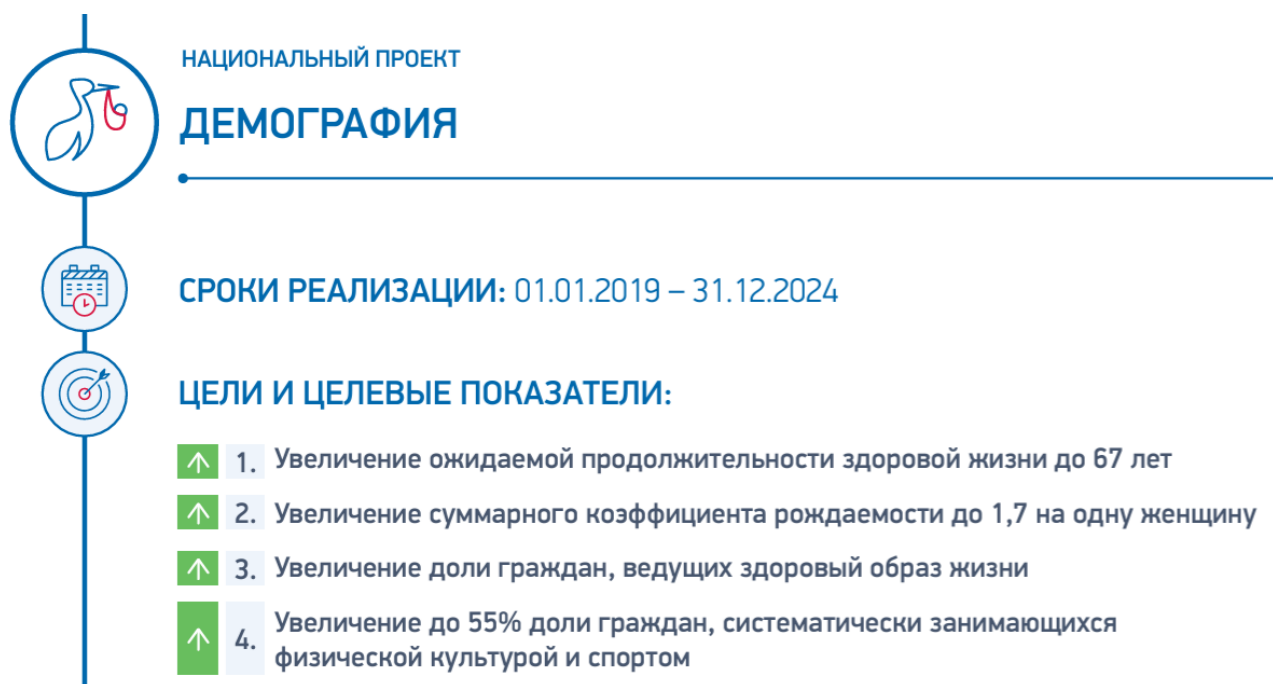 НАЦИОНАЛЬНЫЙ ПРОЕКТ
ДЕМОГРАФИЯ
СРОКИ РЕАЛИЗАЦИИ: 01.01.2019 – 31.12.2024
ЦЕЛИ И ЦЕЛЕВЫЕ ПОКАЗАТЕЛИ:
1. Увеличение ожидаемой продолжительности здоровой жизни до 67 лет
2. Увеличение суммарного коэффициента рождаемости до 1,7 на одну женщину
3. Увеличение доли граждан, ведущих здоровый образ жизни
4. Увеличение до 55% доли граждан, систематически занимающихся
физической культурой и спортом